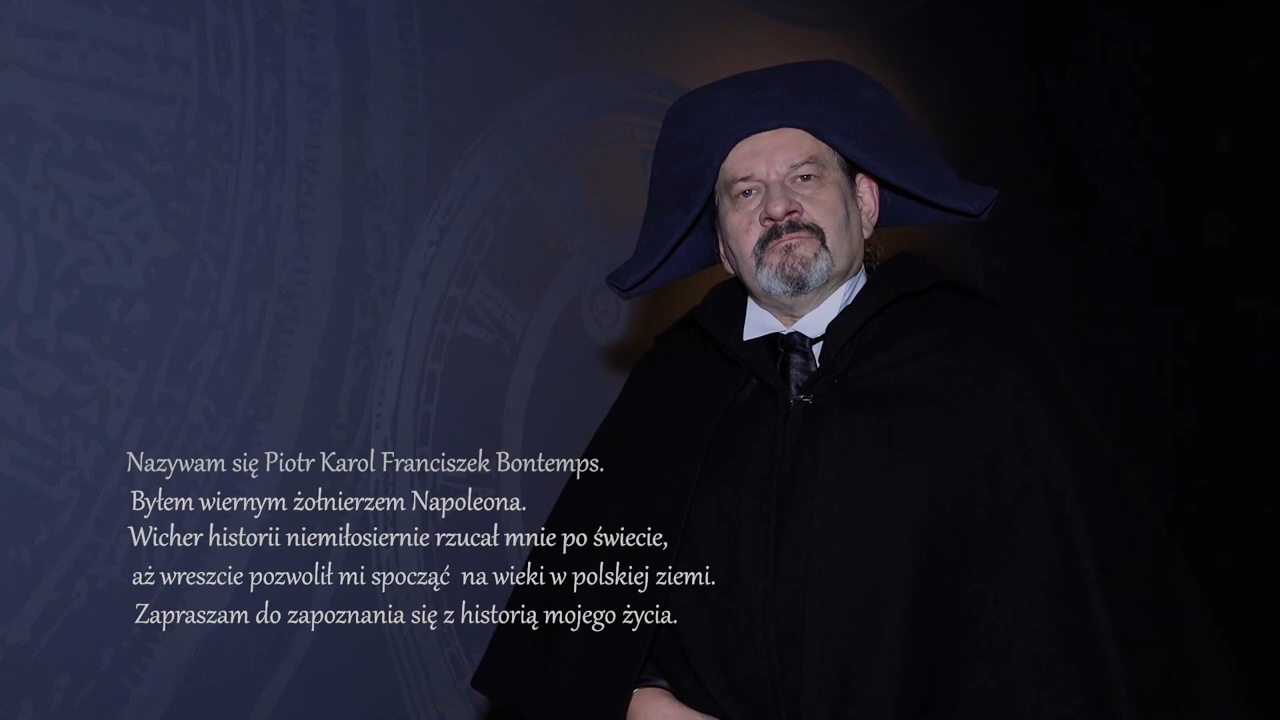 Nazywam się Piotr Karol Franciszek Bontemps.
Byłem wiernym żołnierzem Napoleona.
Wicher historii niemiłosiernie rzucał mnie po świecie,
aż wreszcie pozwolił mi spocząć na wieki w polskiej ziemi.
Zapraszam do zapoznania się z historią mojego życia.
VII